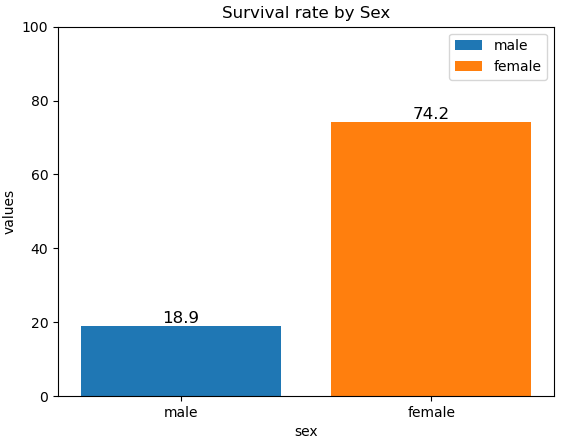 Survival rate by Sex
100
80
60
40
20
0
values
male
female
74.2
18.9
male
female
sex